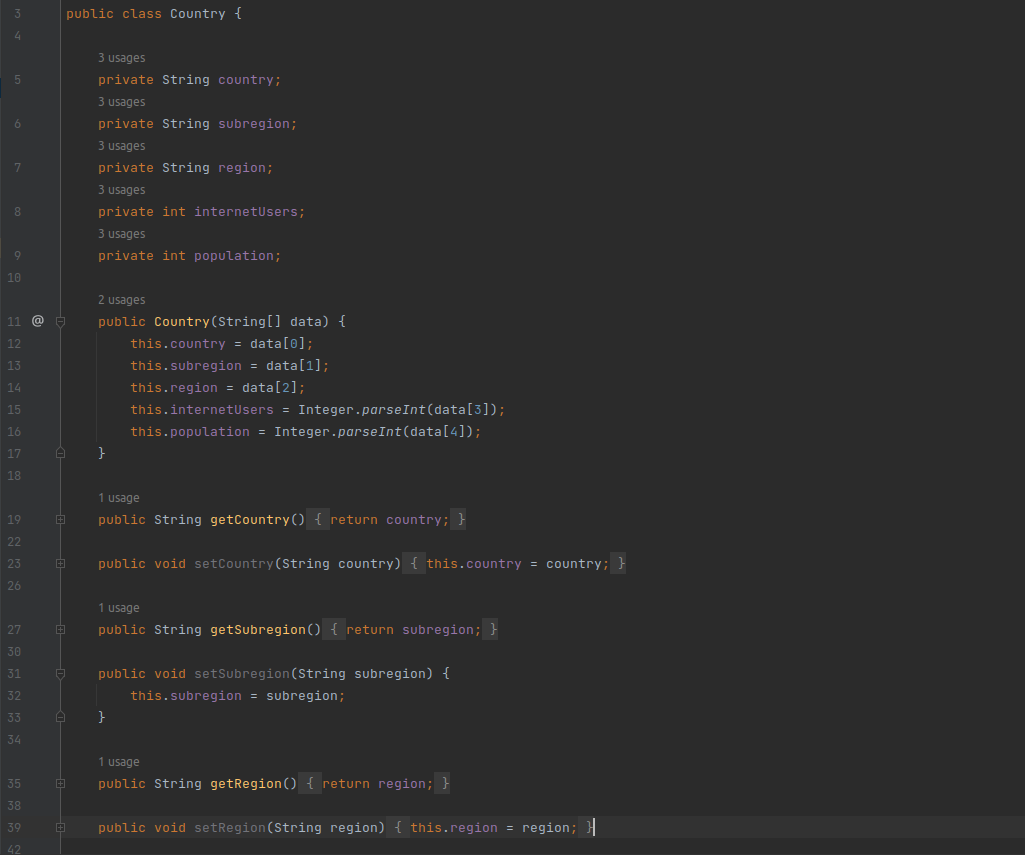 3 public class Country {
4
3 usages
5 private String country;
3 usages
6 private String subregion;
3 usages
7 private String region;
3 usages
8 private int internetUsers;
3 usages
9 private int population;
10
2 usages
11 @ public Country(String[] data) {
12 this.country = data[0];
13 this.subregion = data[1];
14 this.region = data[2];
15 this.internetUsers = Integer.parseInt(data[3]);
16 this.population = Integer.parseInt(data[4]);
17 }
18
1 usage
19 public String getCountry() { return country; }
22
23 public void setCountry(String country) { this.country = country; }
26
1 usage
27 public String getSubregion() { return subregion; }
30
31 public void setSubregion(String subregion) {
32 this.subregion = subregion;
33 }
34
1 usage
35 public String getRegion() { return region; }
38
39 public void setRegion(String region) { this.region = region; }
42